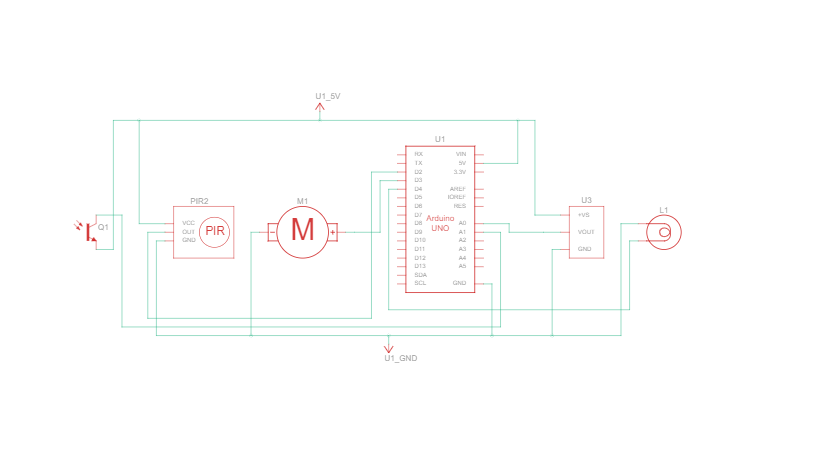 U1_5V
U1
RX
TX
D2
D3
D4
D5
D6
D7
D8
D9
D10
D11
D12
D13
SDA
SCL
VIN
5V
3.3V
AREF
IOREF
RES
A0
A1
A2
A3
A4
A5
GND
Arduino
UNO
PIR2
VCC
OUT
GND
PIR
M1
M
-
+
Q1
U3
+VS
VOUT
GND
L1
U1_GND